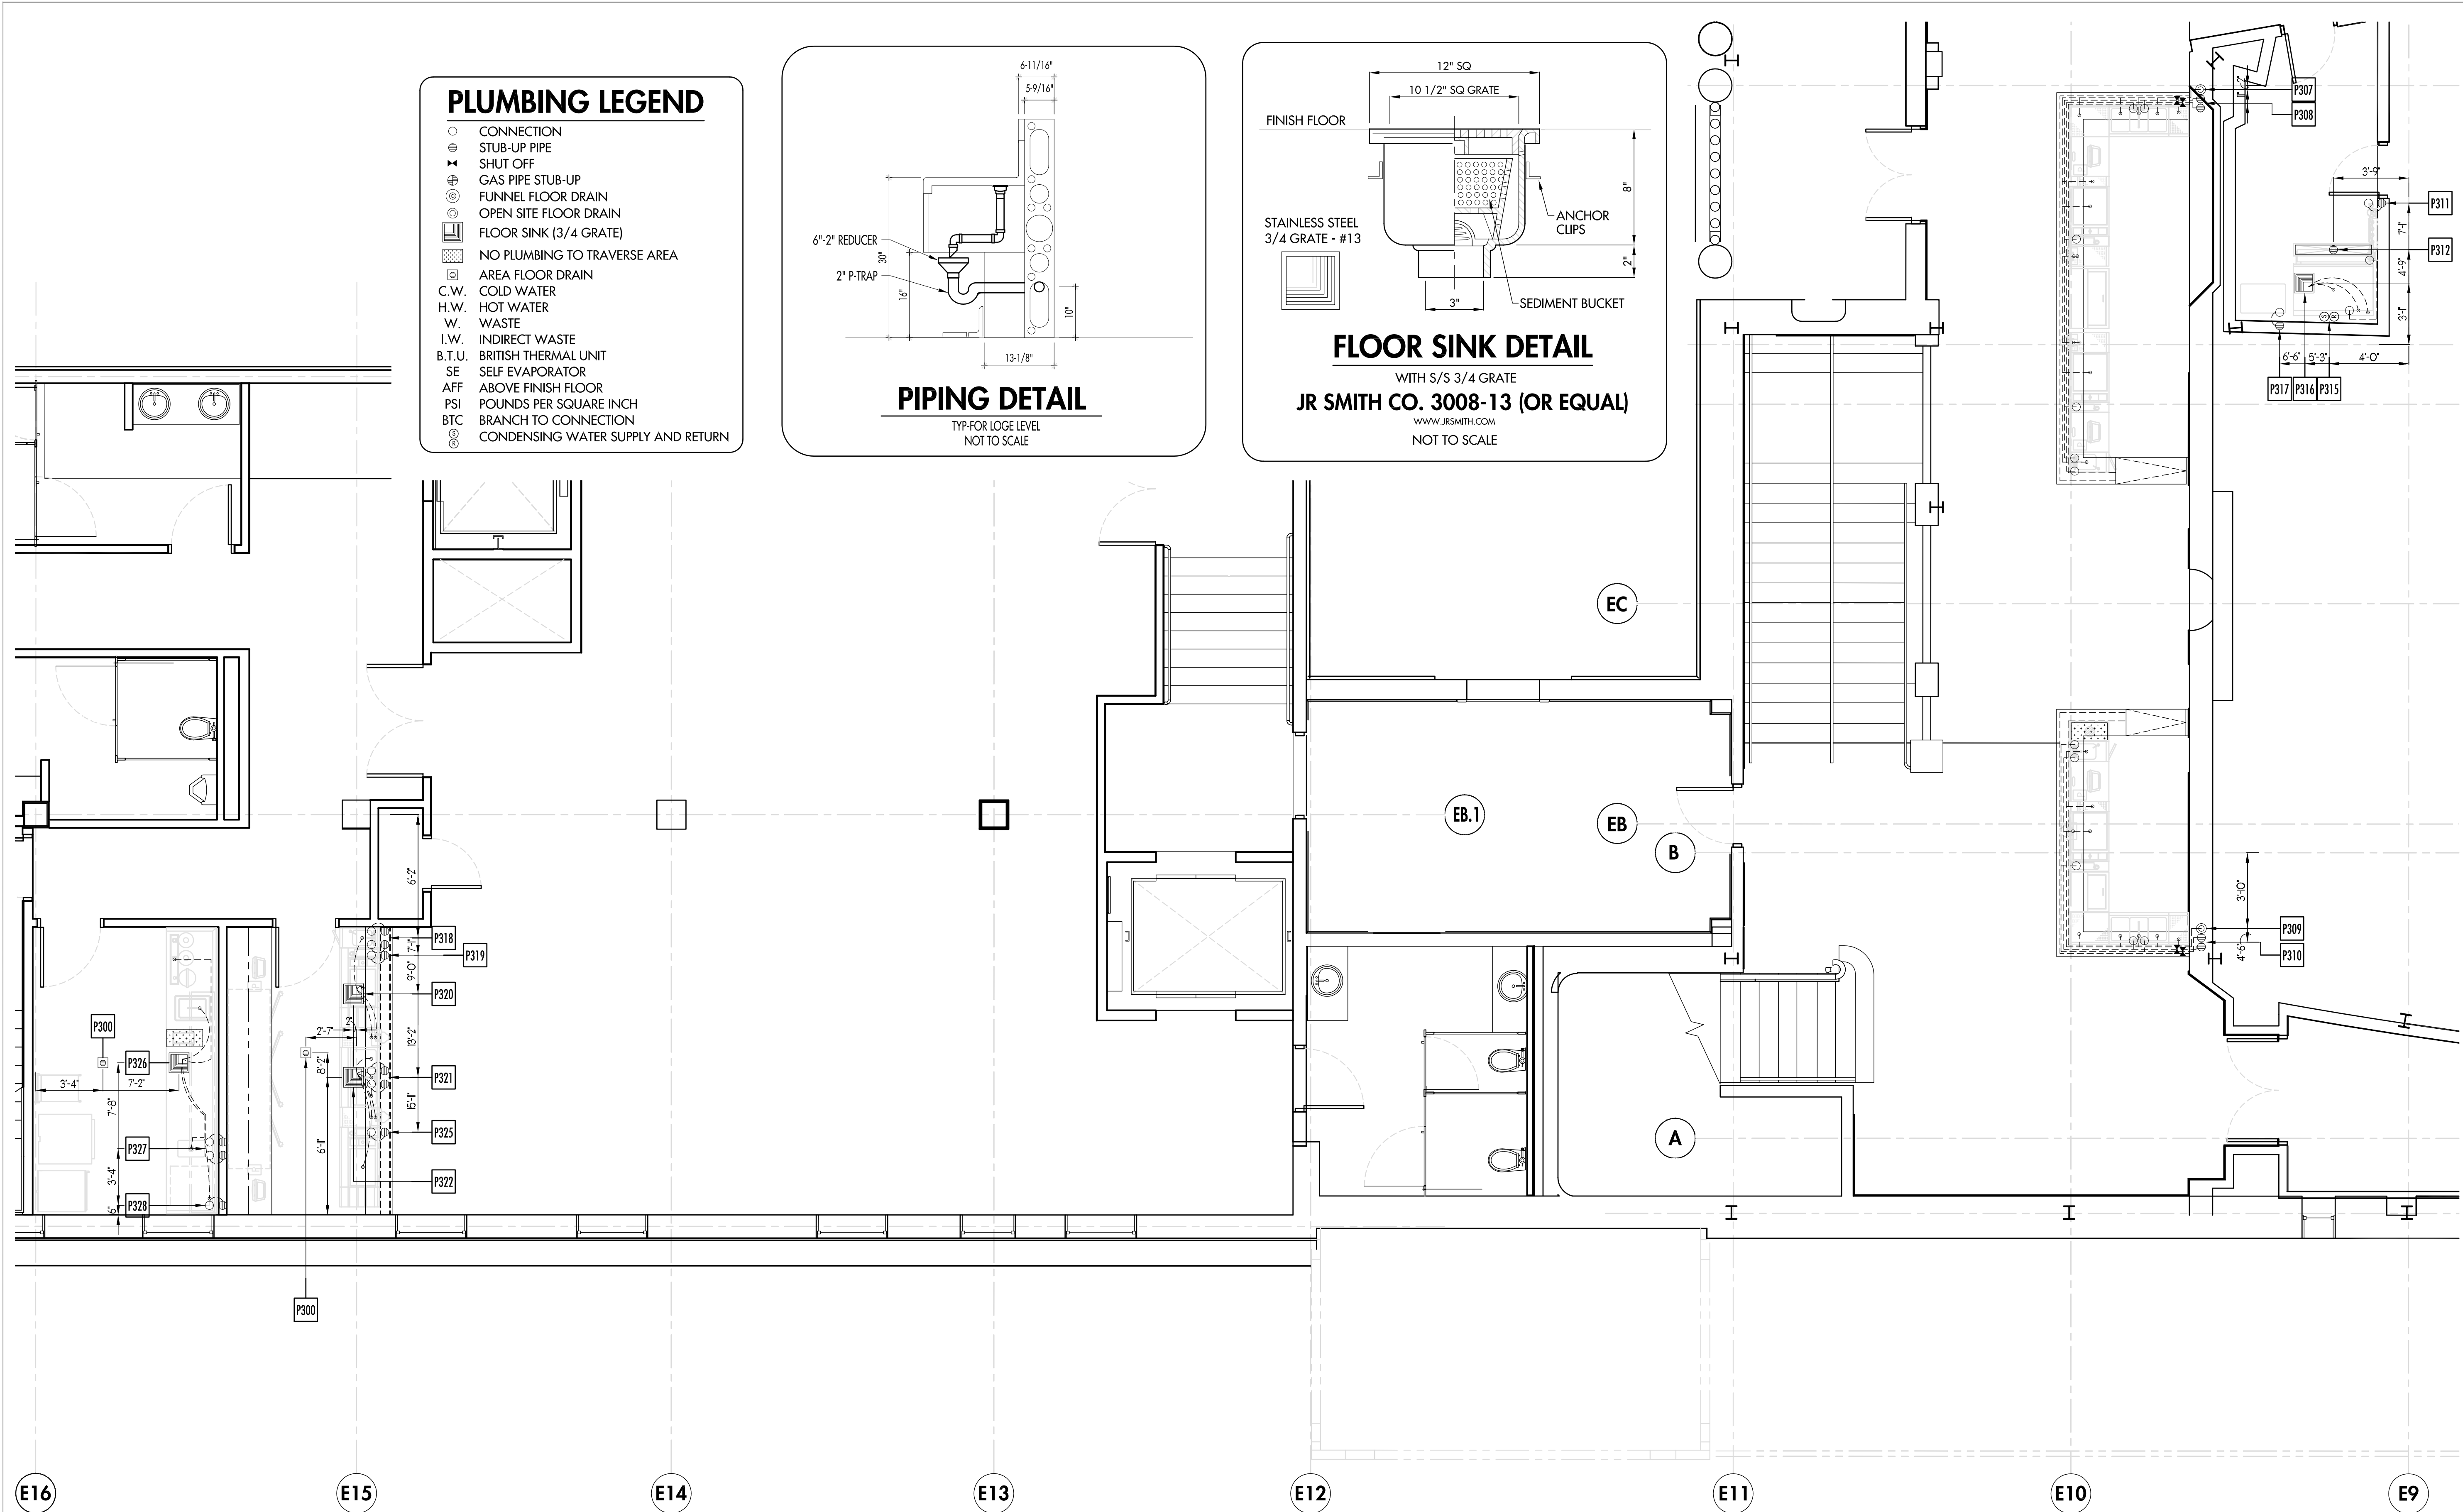 PLUMBING LEGEND
CONNECTION
STUB-UP PIPE
SHUT OFF
GAS PIPE STUB-UP
FUNNEL FLOOR DRAIN
OPEN SITE FLOOR DRAIN
FLOOR SINK (3/4 GRATE)
NO PLUMBING TO TRAVERSE AREA
AREA FLOOR DRAIN
C.W. COLD WATER
H.W. HOT WATER
W. WASTE
I.W. INDIRECT WASTE
B.T.U. BRITISH THERMAL UNIT
SE SELF EVAPORATOR
AFF ABOVE FINISH FLOOR
PSI POUNDS PER SQUARE INCH
BTC BRANCH TO CONNECTION
S
R CONDENSING WATER SUPPLY AND RETURN
6-11/16"
5-9/16"
6"-2" REDUCER
2" P-TRAP
30"
16"
10"
13-1/8"
PIPING DETAIL
TYP-FOR LOGE LEVEL
NOT TO SCALE
12" SQ
10 1/2" SQ GRATE
FINISH FLOOR
8"
STAINLESS STEEL
3/4 GRATE - #13
ANCHOR
CLIPS
2"
3"
SEDIMENT BUCKET
FLOOR SINK DETAIL
WITH S/S 3/4 GRATE
JR SMITH CO. 3008-13 (OR EQUAL)
WWW.JRSMITH.COM
NOT TO SCALE
P307
P308
3'-9"
P311
7'-1"
P312
4'-9"
3'-1"
S R
6'-6" 5'-3" 4'-0"
P317 P316 P315
EC
EB.1
EB
B
A
3'-10"
P309
4'-6"
P310
6'-2"
P318
7'-1"
P319
9'-0"
P320
2"
2'-7"
13'-2"
8'-2"
P321
15'-11"
P325
6'-11"
P322
P300
P300
P326
3'-4" 7'-2"
7'-8"
P327
3'-4"
P328
6"
E16 E15 E14 E13 E12 E11 E10 E9